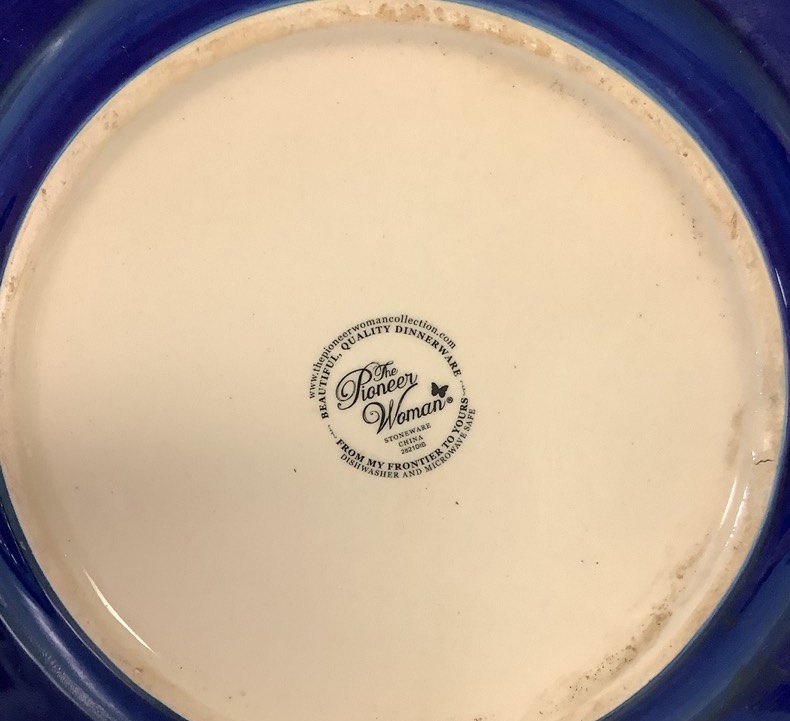 www.thepioneerwomancollection.com
BEAUTIFUL, QUALITY DINNERWARE
The
Pioneer
Woman®
STONEWARE
CHINA
FROM MY FRONTIER TO YOURS
DISHWASHER AND MICROWAVE SAFE